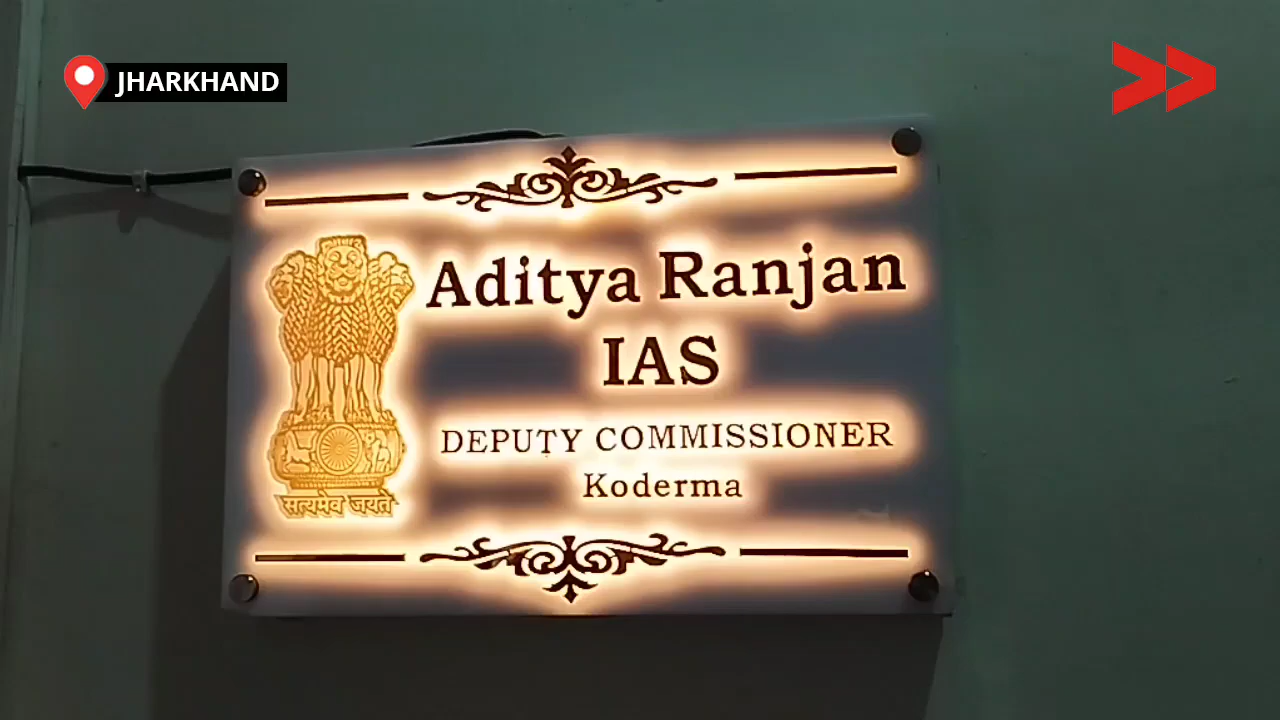 JHARKHAND
Aditya Ranjan
IAS
DEPUTY COMMISSIONER
Koderma
सत्यमेव जयते